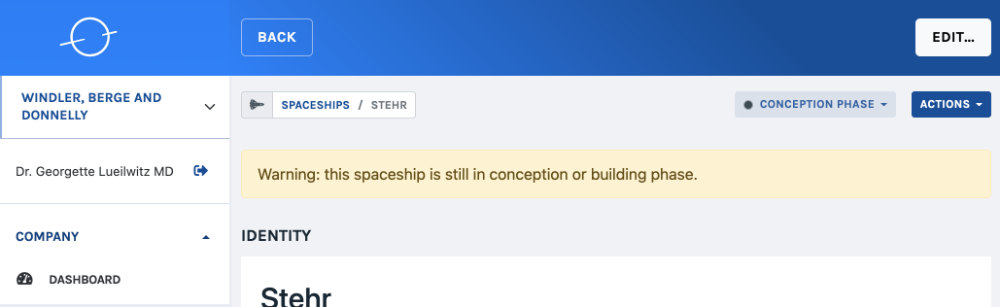 BACK
EDIT...
WINDLER, BERGE AND
DONNELLY
SPACESHIPS / STEHR
CONCEPTION PHASE
ACTIONS
Dr. Georgette Lueilwitz MD
Warning: this spaceship is still in conception or building phase.
COMPANY
IDENTITY
DASHBOARD
Stehr